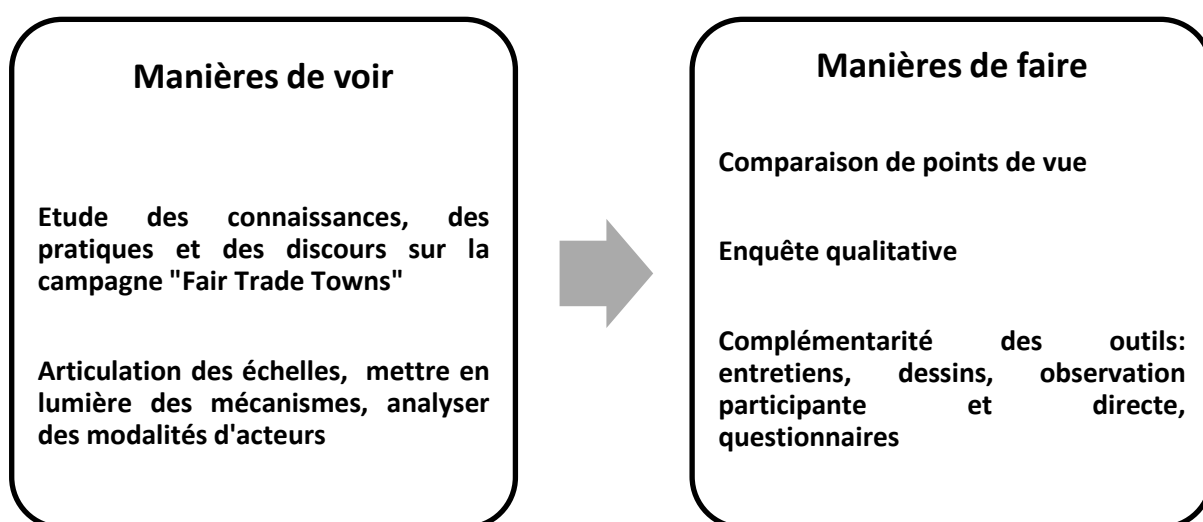 Manières de voir
Etude des connaissances, des
pratiques et des discours sur la
campagne "Fair Trade Towns"
Articulation des échelles, mettre en
lumière des mécanismes, analyser
des modalités d'acteurs
Manières de faire
Comparaison de points de vue
Enquête qualitative
Complémentarité des outils:
entretiens, dessins, observation
participante et directe,
questionnaires